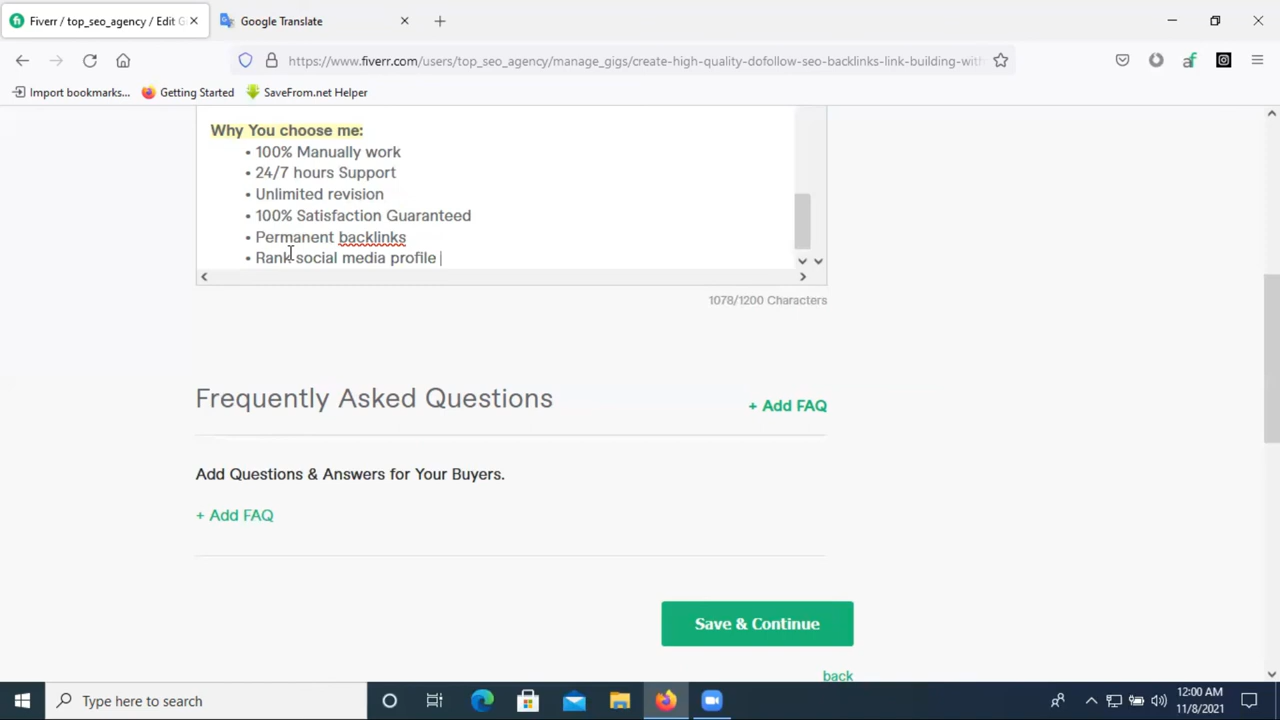 Fiverr / top_seo_agency / Edit G
Google Translate
https://www.fiverr.com/users/top_seo_agency/manage_gigs/create-high-quality-dofollow-seo-backlinks-link-building-with-
Import bookmarks...
Getting Started
SaveFrom.net Helper
Why You choose me:
• 100% Manually work
• 24/7 hours Support
• Unlimited revision
• 100% Satisfaction Guaranteed
• Permanent backlinks
• Rank social media profile
1078/1200 Characters
Frequently Asked Questions
+ Add FAQ
Add Questions & Answers for Your Buyers.
+ Add FAQ
Save & Continue
back
Type here to search
12:00 AM
11/8/2021